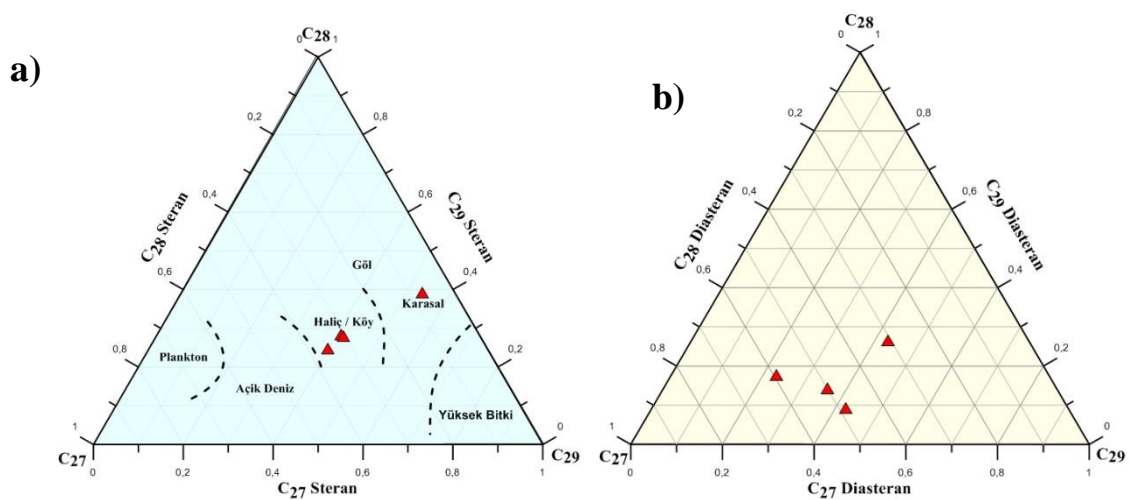 a)
C28
0 1
0,2
0,8
0,4
0,6
C28 Steran
C29 Steran
0,6
0,4
0,8
0,2
Göl
Karasal
Haliç / Köy
Plankton
Açik Deniz
Yüksek Bitki
1
0
C27
C29
0
0,2
0,4
0,6
0,8
1
C27 Steran
b)
C28
0 1
0,2
0,8
0,4
0,6
C28 Diasteran
C29 Diasteran
0,6
0,4
0,8
0,2
1
0
C27
C29
0
0,2
0,4
0,6
0,8
1
C27 Diasteran